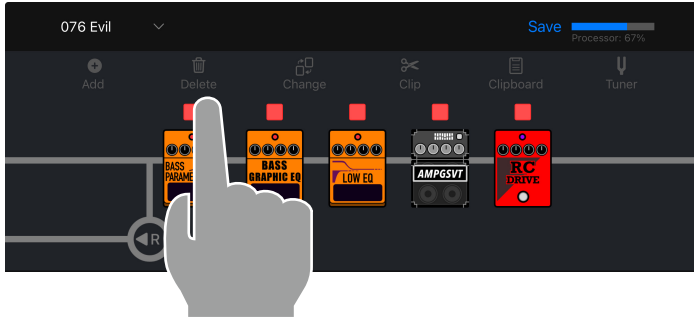 076 Evil
Save
Processor: 67%
Add
Delete
Change
Clip
Clipboard
Tuner
BASS
BASS
GRAPHIC EQ
LOW EQ
AMPGSVT
RC
DRIVE
R